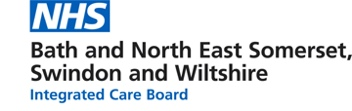 NHS
Bath and North East Somerset,
Swindon and Wiltshire
Integrated Care Board